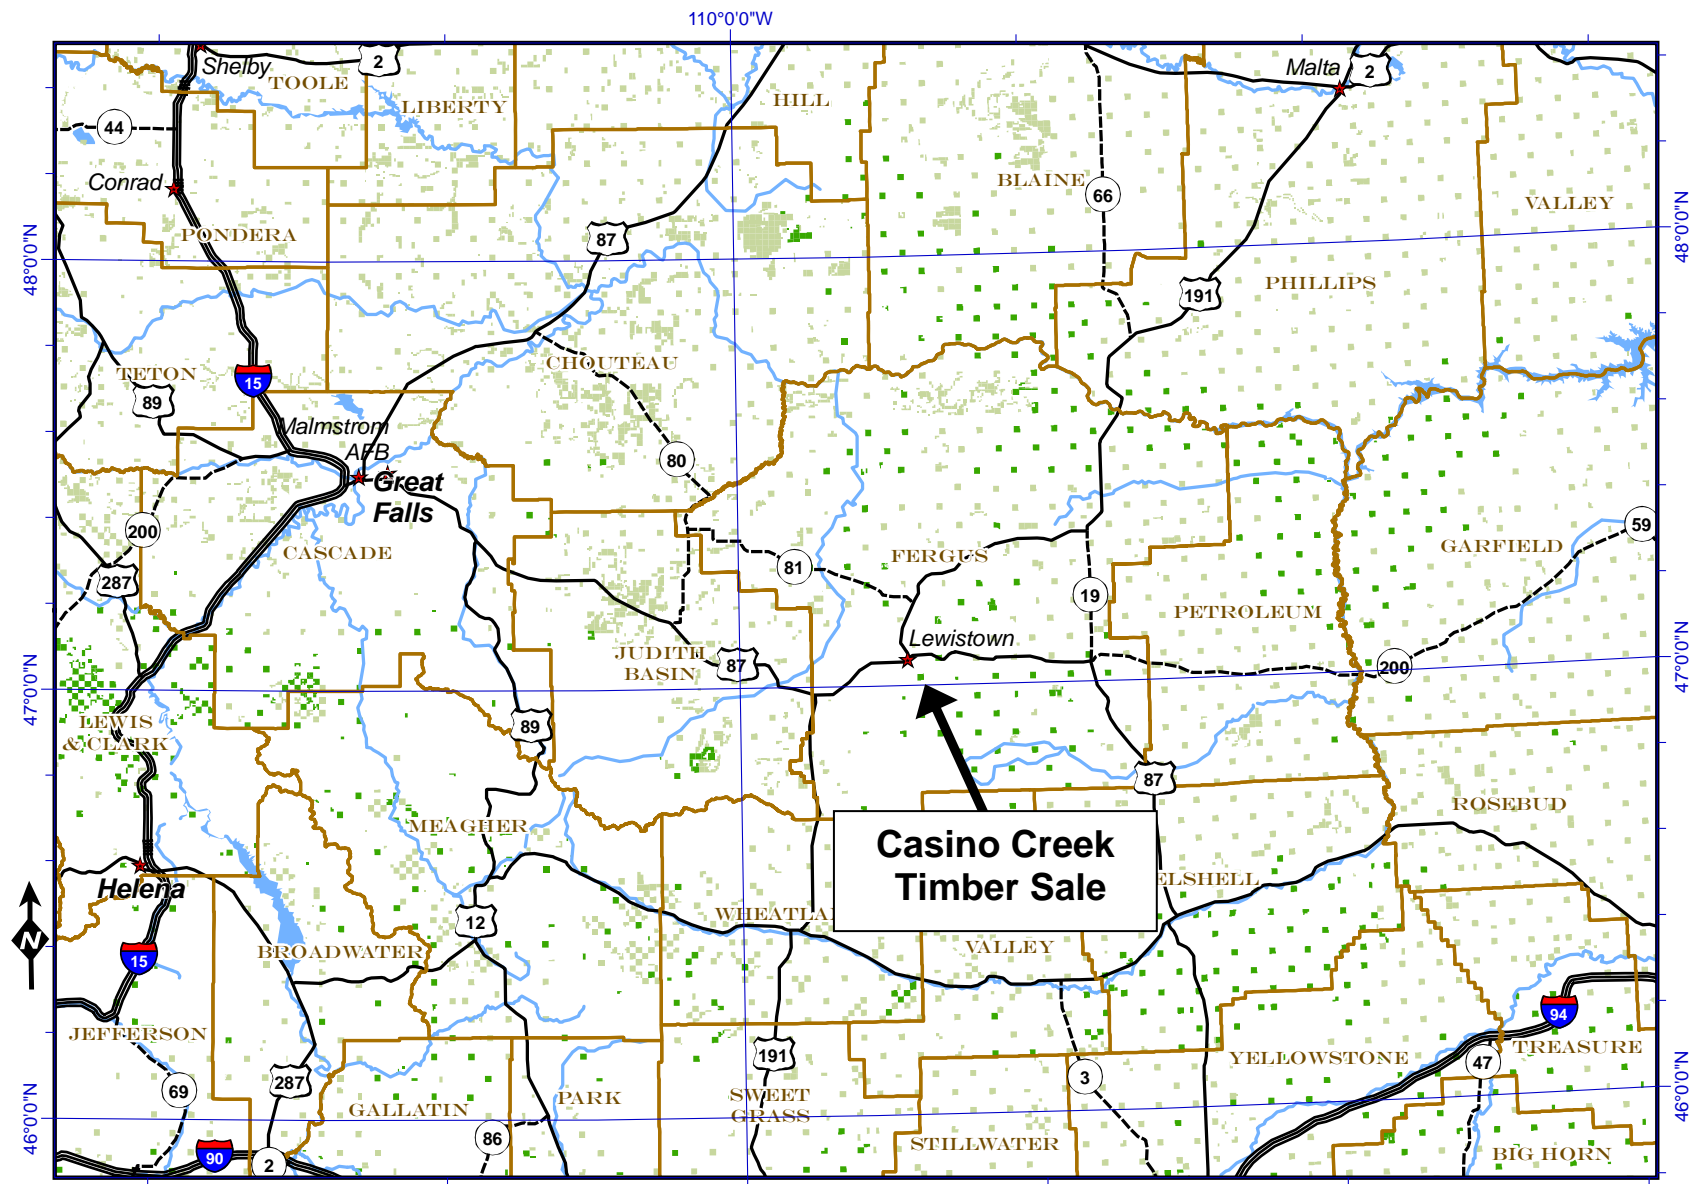 110°0'0"W
Shelby
2
TOOLE
LIBERTY
HILL
Malta
2
44
Conrad
BLAINE
66
VALLEY
PONDERA
87
48°0'0"N
48°0'0"N
191
PHILLIPS
CHOUTEAU
TETON
15
89
Malmstrom
AFB
80
Great
Falls
200
CASCADE
59
FERGUS
GARFIELD
81
287
19
PETROLEUM
Lewistown
JUDITH
BASIN
87
200
47°0'0"N
47°0'0"N
LEWIS
& CLARK
89
87
ROSEBUD
MEAGHER
Casino Creek
Timber Sale
Helena
ELSHELL
12
WHEATLA
VALLEY
BROADWATER
N
15
94
JEFFERSON
191
YELLOWSTONE
TREASURE
47
3
287
69
SWEET
GRASS
PARK
GALLATIN
46°0'0"N
46°0'0"N
86
STILLWATER
BIG HORN
90
2